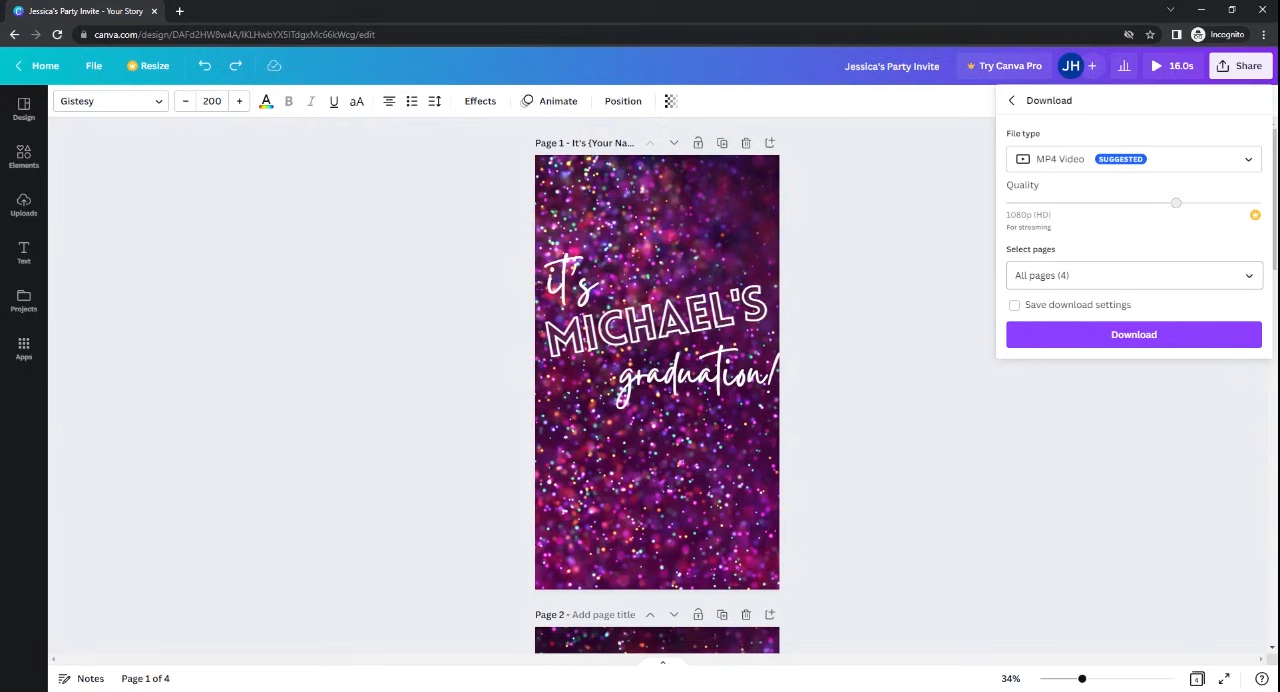 Jessica's Party Invite - Your Story
canva.com/design/DAFd2HW8w4A/IKLHwbYX5ITdgxMc66kWcg/edit
Incognito
Home
File
Resize
Jessica's Party Invite
Try Canva Pro
JH
+
16.0s
Share
Gistesy
- 200 +
A B I U aA
Effects
Animate
Position
Design
Elements
Uploads
Text
Projects
Apps
Page 1 - It's {Your Na...
it's
MICHAEL'S
graduation!
Page 2 - Add page title
Download
File type
MP4 Video SUGGESTED
Quality
1080p (HD)
For streaming
Select pages
All pages (4)
Save download settings
Download
Notes
Page 1 of 4
34%
4
?